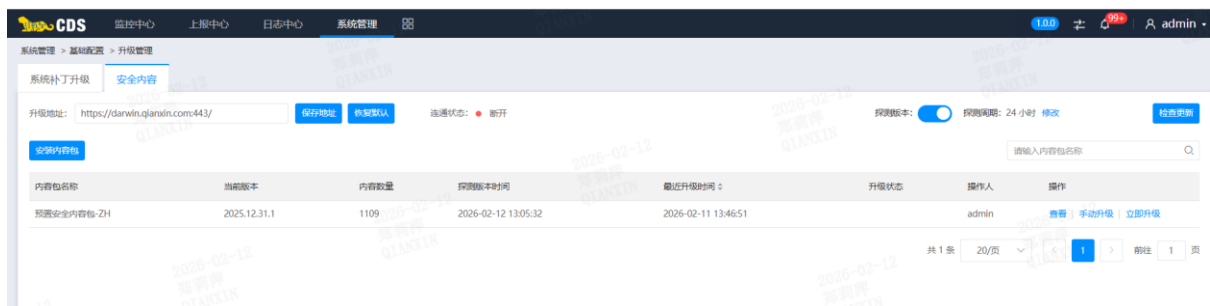 CDS 监控中心 上报中心 日志中心 系统管理 1.0.0 99+ admin
系统管理 > 基础配置 > 升级管理
系统补丁升级 安全内容
升级地址: https://darwin.qianxin.com:443/ 保存地址 恢复默认 连通状态: 断开 探测版本: 探测周期: 24 小时 修改 检查更新
安装内容包 请输入内容包名称
内容包名称 当前版本 内容数量 探测版本时间 最近升级时间 升级状态 操作人 操作
预置安全内容包-ZH 2025.12.31.1 1109 2026-02-12 13:05:32 2026-02-11 13:46:51 admin 查看 手动升级 立即升级
共 1 条 20/页 < 1 > 前往 1 页
2026-02-12
QIANXIN